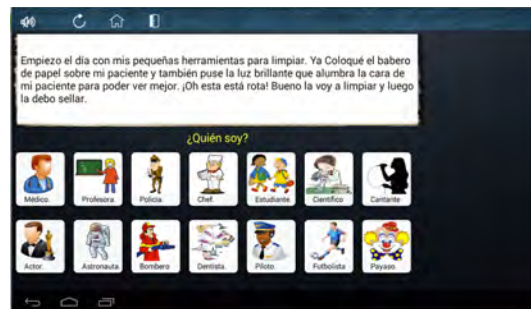 Empiezo el día con mis pequeñas herramientas para limpiar. Ya Coloqué el babero
de papel sobre mi paciente y también puse la luz brillante que alumbra la cara de
mi paciente para poder ver mejor. ¡Oh esta está rota! Bueno la voy a limpiar y luego
la debo sellar.
¿Quién soy?
Médico. Profesora. Policia. Chef. Estudiante Científico Cantante
Actor. Astronauta. Bombero Dentista. Piloto. Futbolista Payaso.